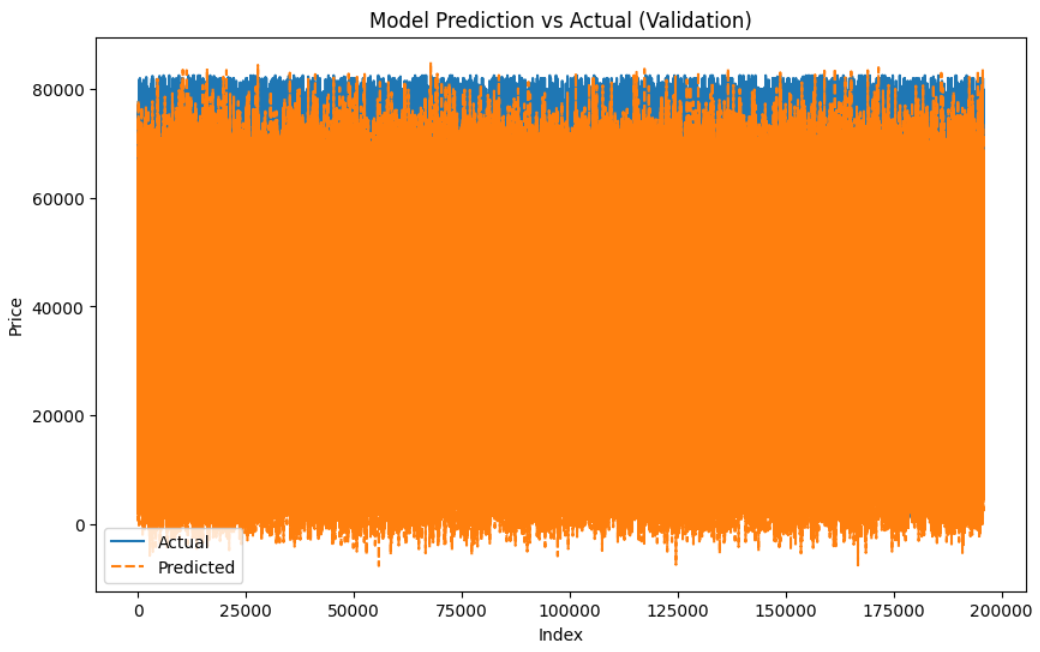 Model Prediction vs Actual (Validation)
Price
80000
60000
40000
20000
0
Actual
Predicted
0 25000 50000 75000 100000 125000 150000 175000 200000
Index